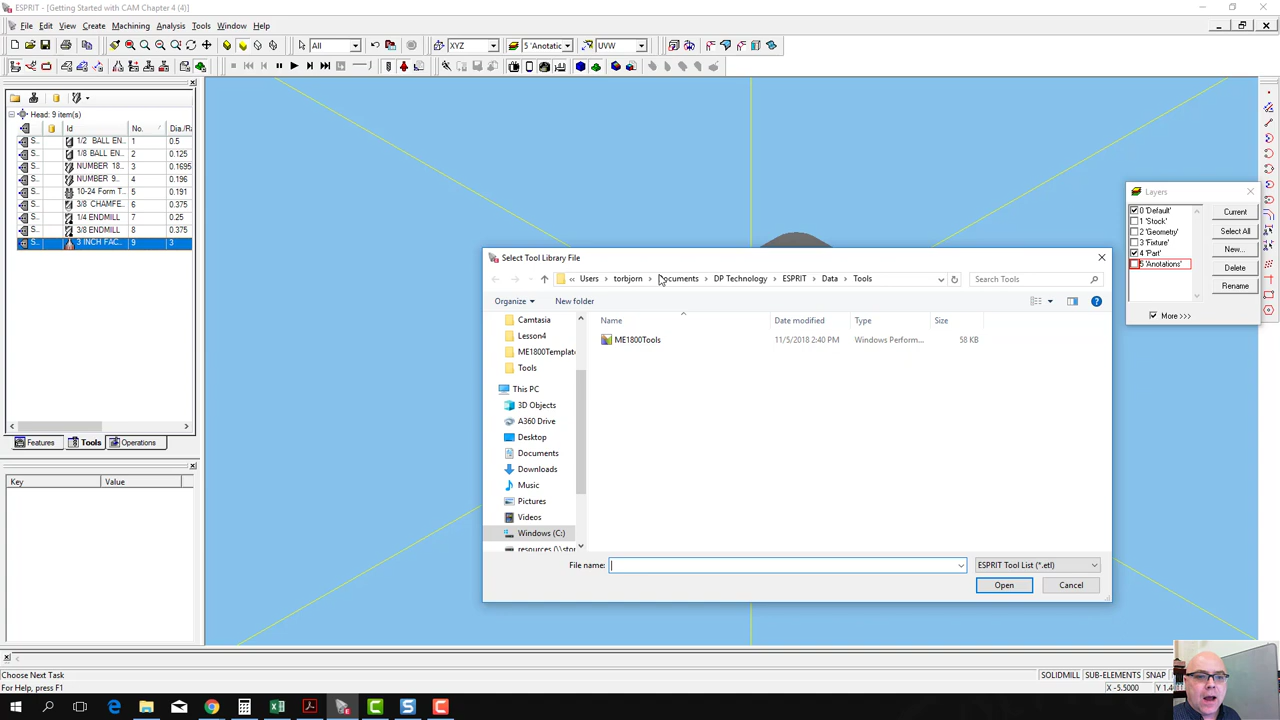 ESPRIT - [Getting Started with CAM Chapter 4 (4)]
File Edit View Create Machining Analysis Tools Window Help
All XYZ 5 'Anotatic UVW
Head: 9 item(s)
Id No. Dia./Ra
S.. 1/2 BALL EN... 1 0.5
S.. 1/8 BALL EN... 2 0.125
S.. NUMBER 18... 3 0.1695
S.. NUMBER 9... 4 0.196
S.. 10-24 Form T... 5 0.191
S.. 3/8 CHAMFE... 6 0.375
S.. 1/4 ENDMILL 7 0.25
S.. 3/8 ENDMILL 8 0.375
S.. 3 INCH FAC... 9 3
Features Tools Operations
Key Value
Layers
0 'Default'
1 'Stock'
2 'Geometry'
3 'Fixture'
4 'Part'
5 'Anotations'
Current
Select All
New...
Delete
Rename
More >>>
Select Tool Library File
« Users › torbjorn › Documents › DP Technology › ESPRIT › Data › Tools
Search Tools
Organize New folder
Name Date modified Type Size
ME1800Tools 11/5/2018 2:40 PM Windows Perform... 58 KB
Camtasia
Lesson4
ME1800Template
Tools
This PC
3D Objects
A360 Drive
Desktop
Documents
Downloads
Music
Pictures
Videos
Windows (C:)
resources (\\stor
File name:
ESPRIT Tool List (*.etl)
Open Cancel
Choose Next Task
SOLIDMILL SUB-ELEMENTS SNAP
For Help, press F1
X -5.5000